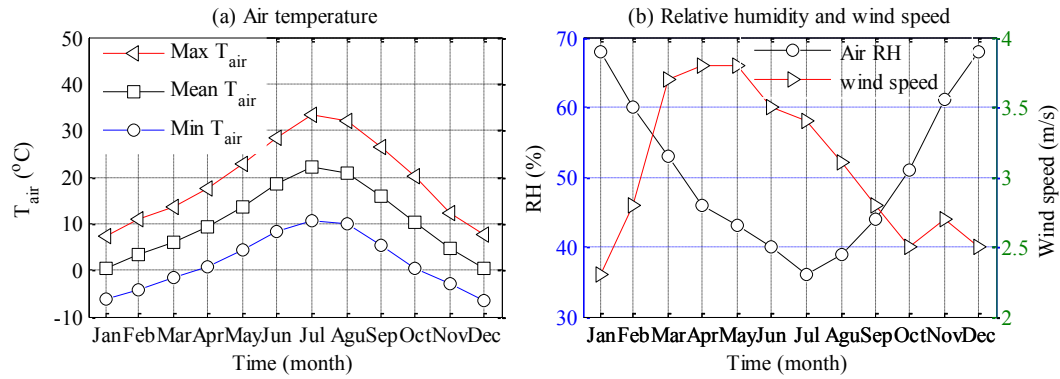 (a) Air temperature
50
40
30
20
10
0
-10
T_air (°C)
Max T_air
Mean T_air
Min T_air
Jan Feb Mar Apr May Jun Jul Agu Sep Oct Nov Dec
Time (month)
(b) Relative humidity and wind speed
70
60
50
40
30
RH (%)
Air RH
wind speed
4
3.5
3
2.5
2
Wind speed (m/s)
Jan Feb Mar Apr May Jun Jul Agu Sep Oct Nov Dec
Time (month)